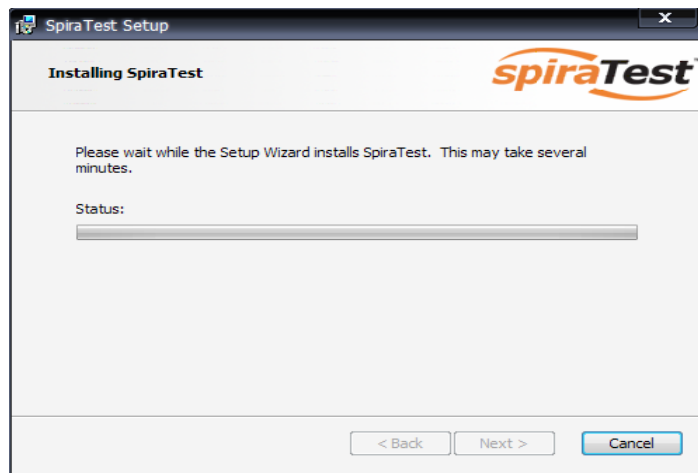 SpiraTest Setup
x
Installing SpiraTest
spiraTest
Please wait while the Setup Wizard installs SpiraTest. This may take several
minutes.
Status:
< Back
Next >
Cancel